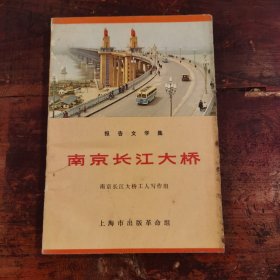 报告文学集
南京长江大桥
南京长江大桥工人写作组
上海市出版革命组